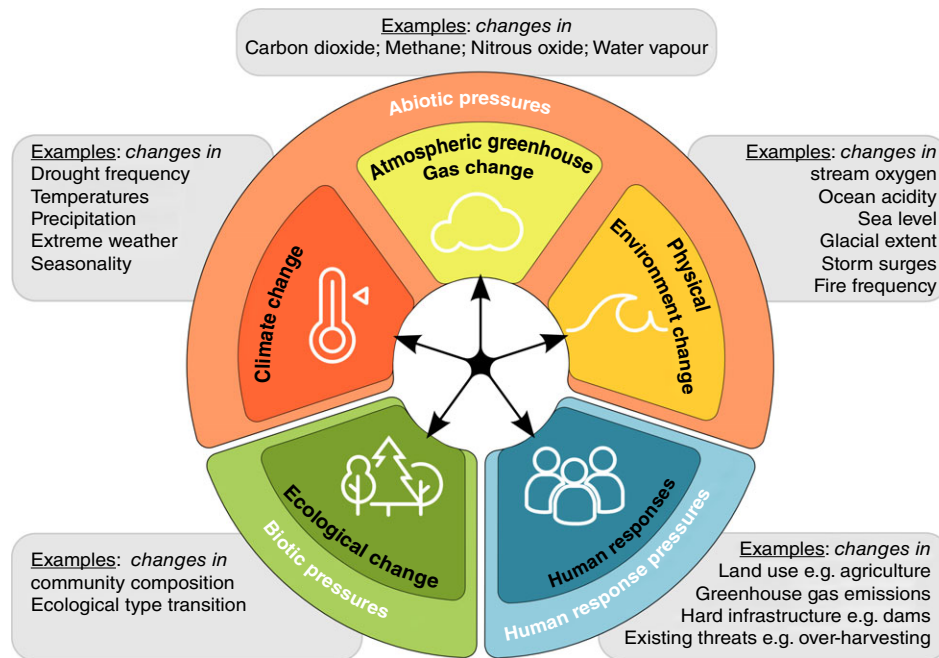 Examples: changes in
Carbon dioxide; Methane; Nitrous oxide; Water vapour
Abiotic pressures
Atmospheric greenhouse
Gas change
Examples: changes in
Drought frequency
Temperatures
Precipitation
Extreme weather
Seasonality
Climate change
Examples: changes in
stream oxygen
Ocean acidity
Sea level
Glacial extent
Storm surges
Fire frequency
Physical
Environment change
Ecological change
Biotic pressures
Human responses
Human response pressures
Examples: changes in
community composition
Ecological type transition
Examples: changes in
Land use e.g. agriculture
Greenhouse gas emissions
Hard infrastructure e.g. dams
Existing threats e.g. over-harvesting